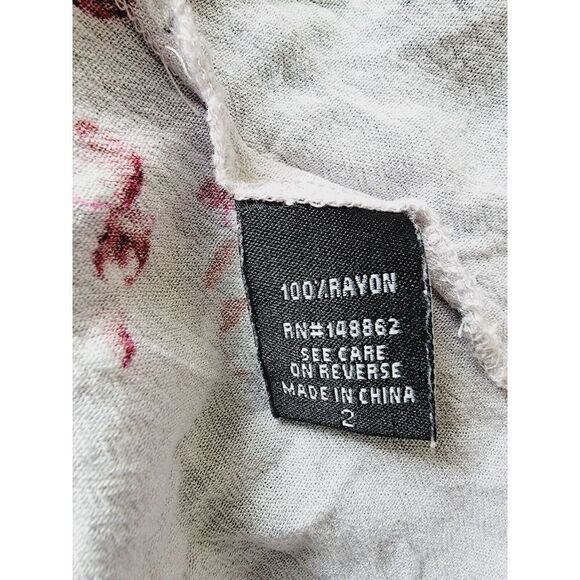 100%RAYON
RN#148862
SEE CARE
ON REVERSE
MADE IN CHINA
2